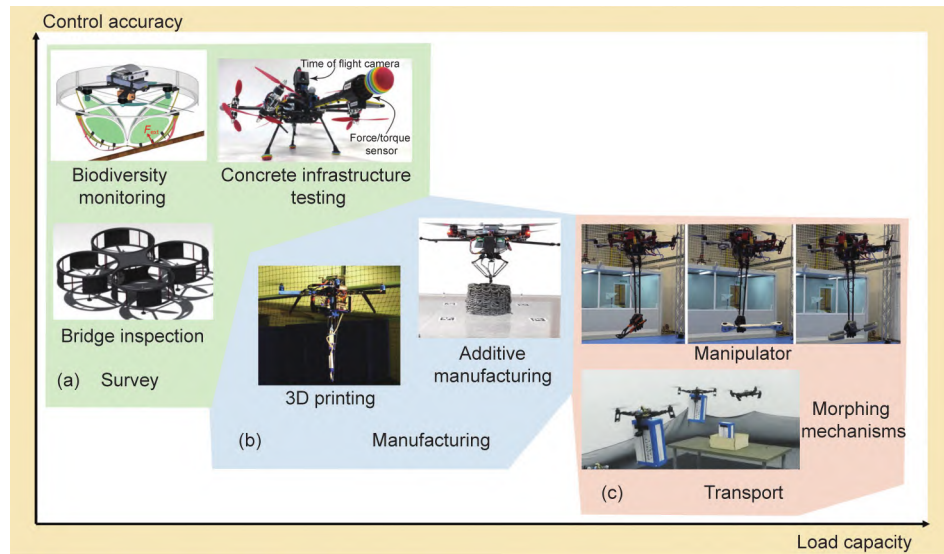 Control accuracy
Time of flight camera
Force/torque
sensor
Biodiversity
monitoring
Concrete infrastructure
testing
Bridge inspection
(a) Survey
3D printing
Additive
manufacturing
(b) Manufacturing
Manipulator
Morphing
mechanisms
(c) Transport
Load capacity